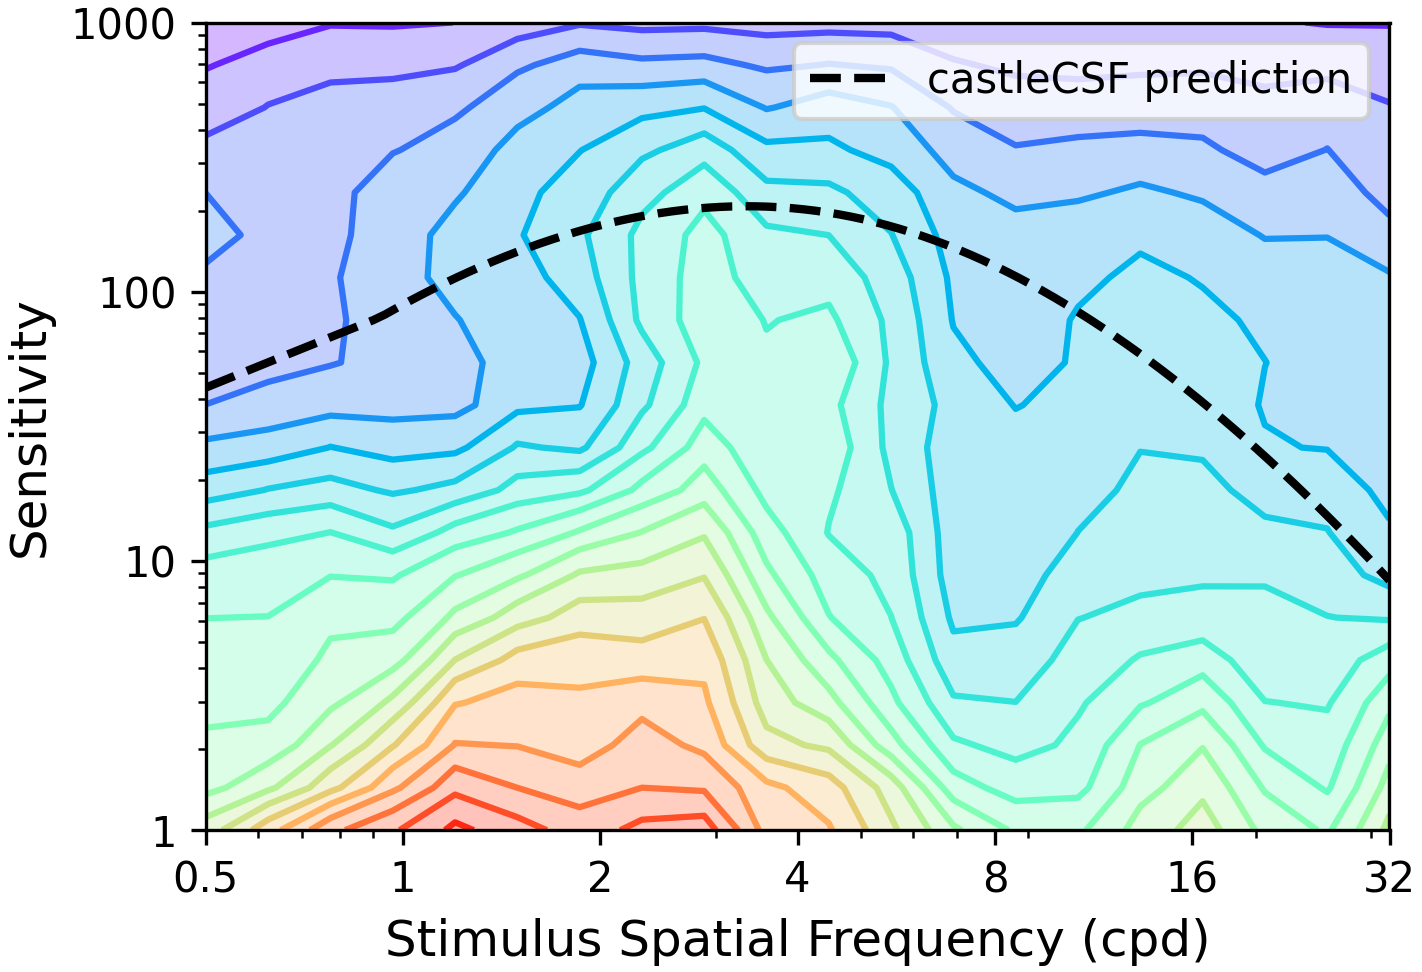 1000
castleCSF prediction
100
Sensitivity
10
1
0.5 1 2 4 8 16 32
Stimulus Spatial Frequency (cpd)